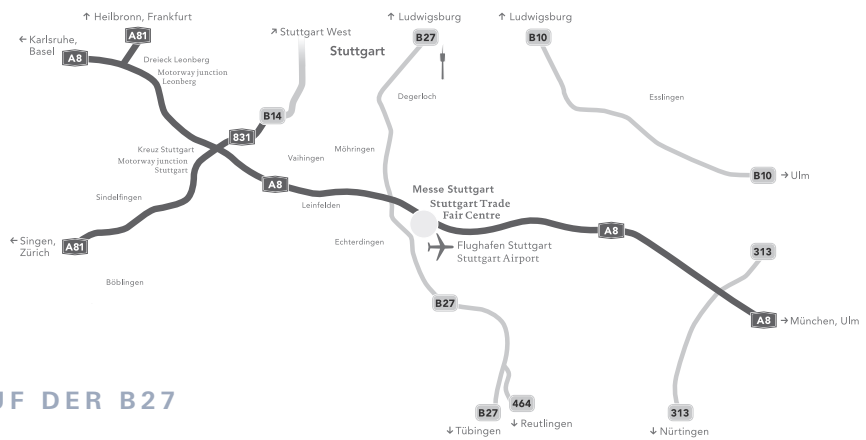 ↑ Heilbronn, Frankfurt
A81
← Karlsruhe,
Basel
A8
Dreieck Leonberg
Motorway junction
Leonberg
↗ Stuttgart West
Stuttgart
↑ Ludwigsburg
B27
↑ Ludwigsburg
B10
Degerloch
Esslingen
B14
831
Kreuz Stuttgart
Motorway junction
Stuttgart
Vaihingen
Möhringen
B10
→ Ulm
A8
Sindelfingen
Leinfelden
Messe Stuttgart
Stuttgart Trade
Fair Centre
← Singen,
Zürich
A81
Echterdingen
Flughafen Stuttgart
Stuttgart Airport
A8
313
Böblingen
B27
A8
→ München, Ulm
UF DER B27
B27
464
↓ Tübingen
↓ Reutlingen
313
↓ Nürtingen